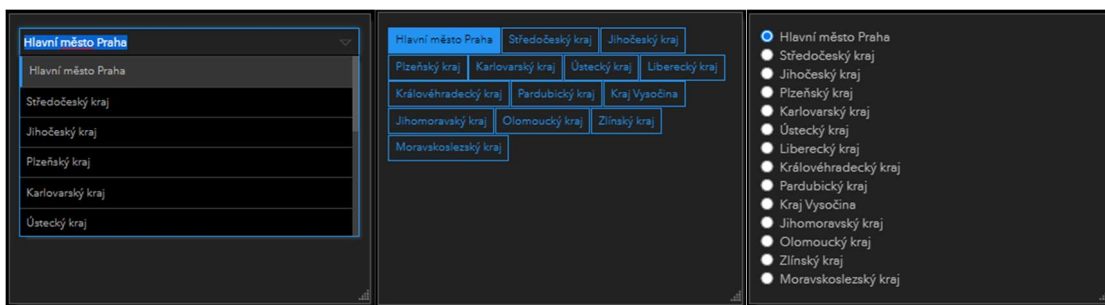 Hlavní město Praha
Hlavní město Praha
Středočeský kraj
Jihočeský kraj
Plzeňský kraj
Karlovarský kraj
Ústecký kraj
Hlavní město Praha Středočeský kraj Jihočeský kraj
Plzeňský kraj Karlovarský kraj Ústecký kraj Liberecký kraj
Královéhradecký kraj Pardubický kraj Kraj Vysočina
Jihomoravský kraj Olomoucký kraj Zlínský kraj
Moravskoslezský kraj
Hlavní město Praha
Středočeský kraj
Jihočeský kraj
Plzeňský kraj
Karlovarský kraj
Ústecký kraj
Liberecký kraj
Královéhradecký kraj
Pardubický kraj
Kraj Vysočina
Jihomoravský kraj
Olomoucký kraj
Zlínský kraj
Moravskoslezský kraj